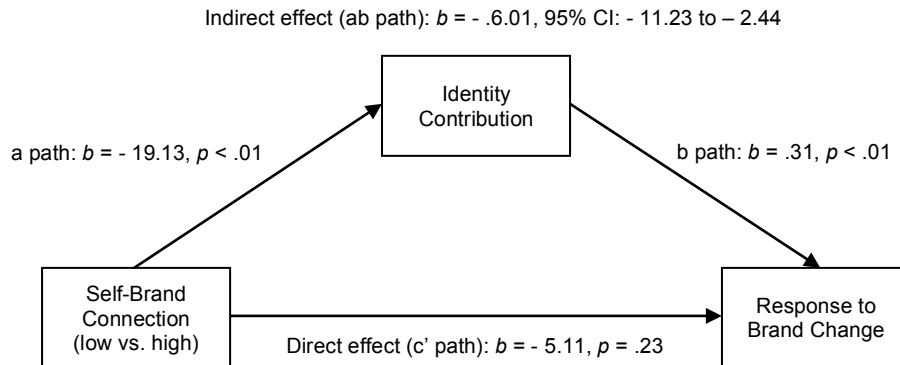 Indirect effect (ab path): b = - .6.01, 95% CI: - 11.23 to – 2.44
Identity
Contribution
a path: b = - 19.13, p < .01
b path: b = .31, p < .01
Self-Brand
Connection
(low vs. high)
Response to
Brand Change
Direct effect (c’ path): b = - 5.11, p = .23